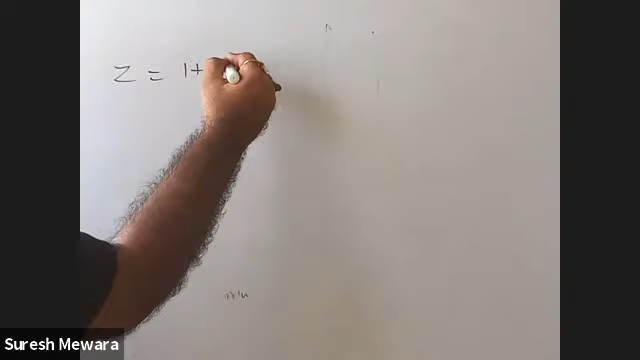 z = 1+
Suresh Mewara